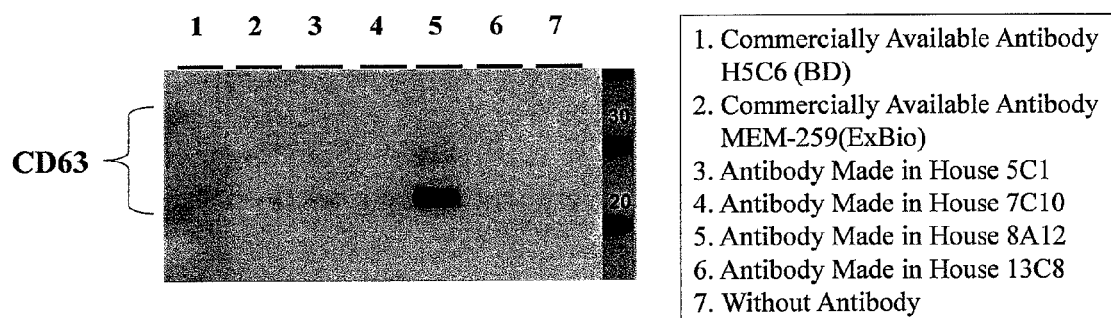 1 2 3 4 5 6 7
30
CD63
20
1. Commercially Available Antibody
H5C6 (BD)
2. Commercially Available Antibody
MEM-259(ExBio)
3. Antibody Made in House 5C1
4. Antibody Made in House 7C10
5. Antibody Made in House 8A12
6. Antibody Made in House 13C8
7. Without Antibody